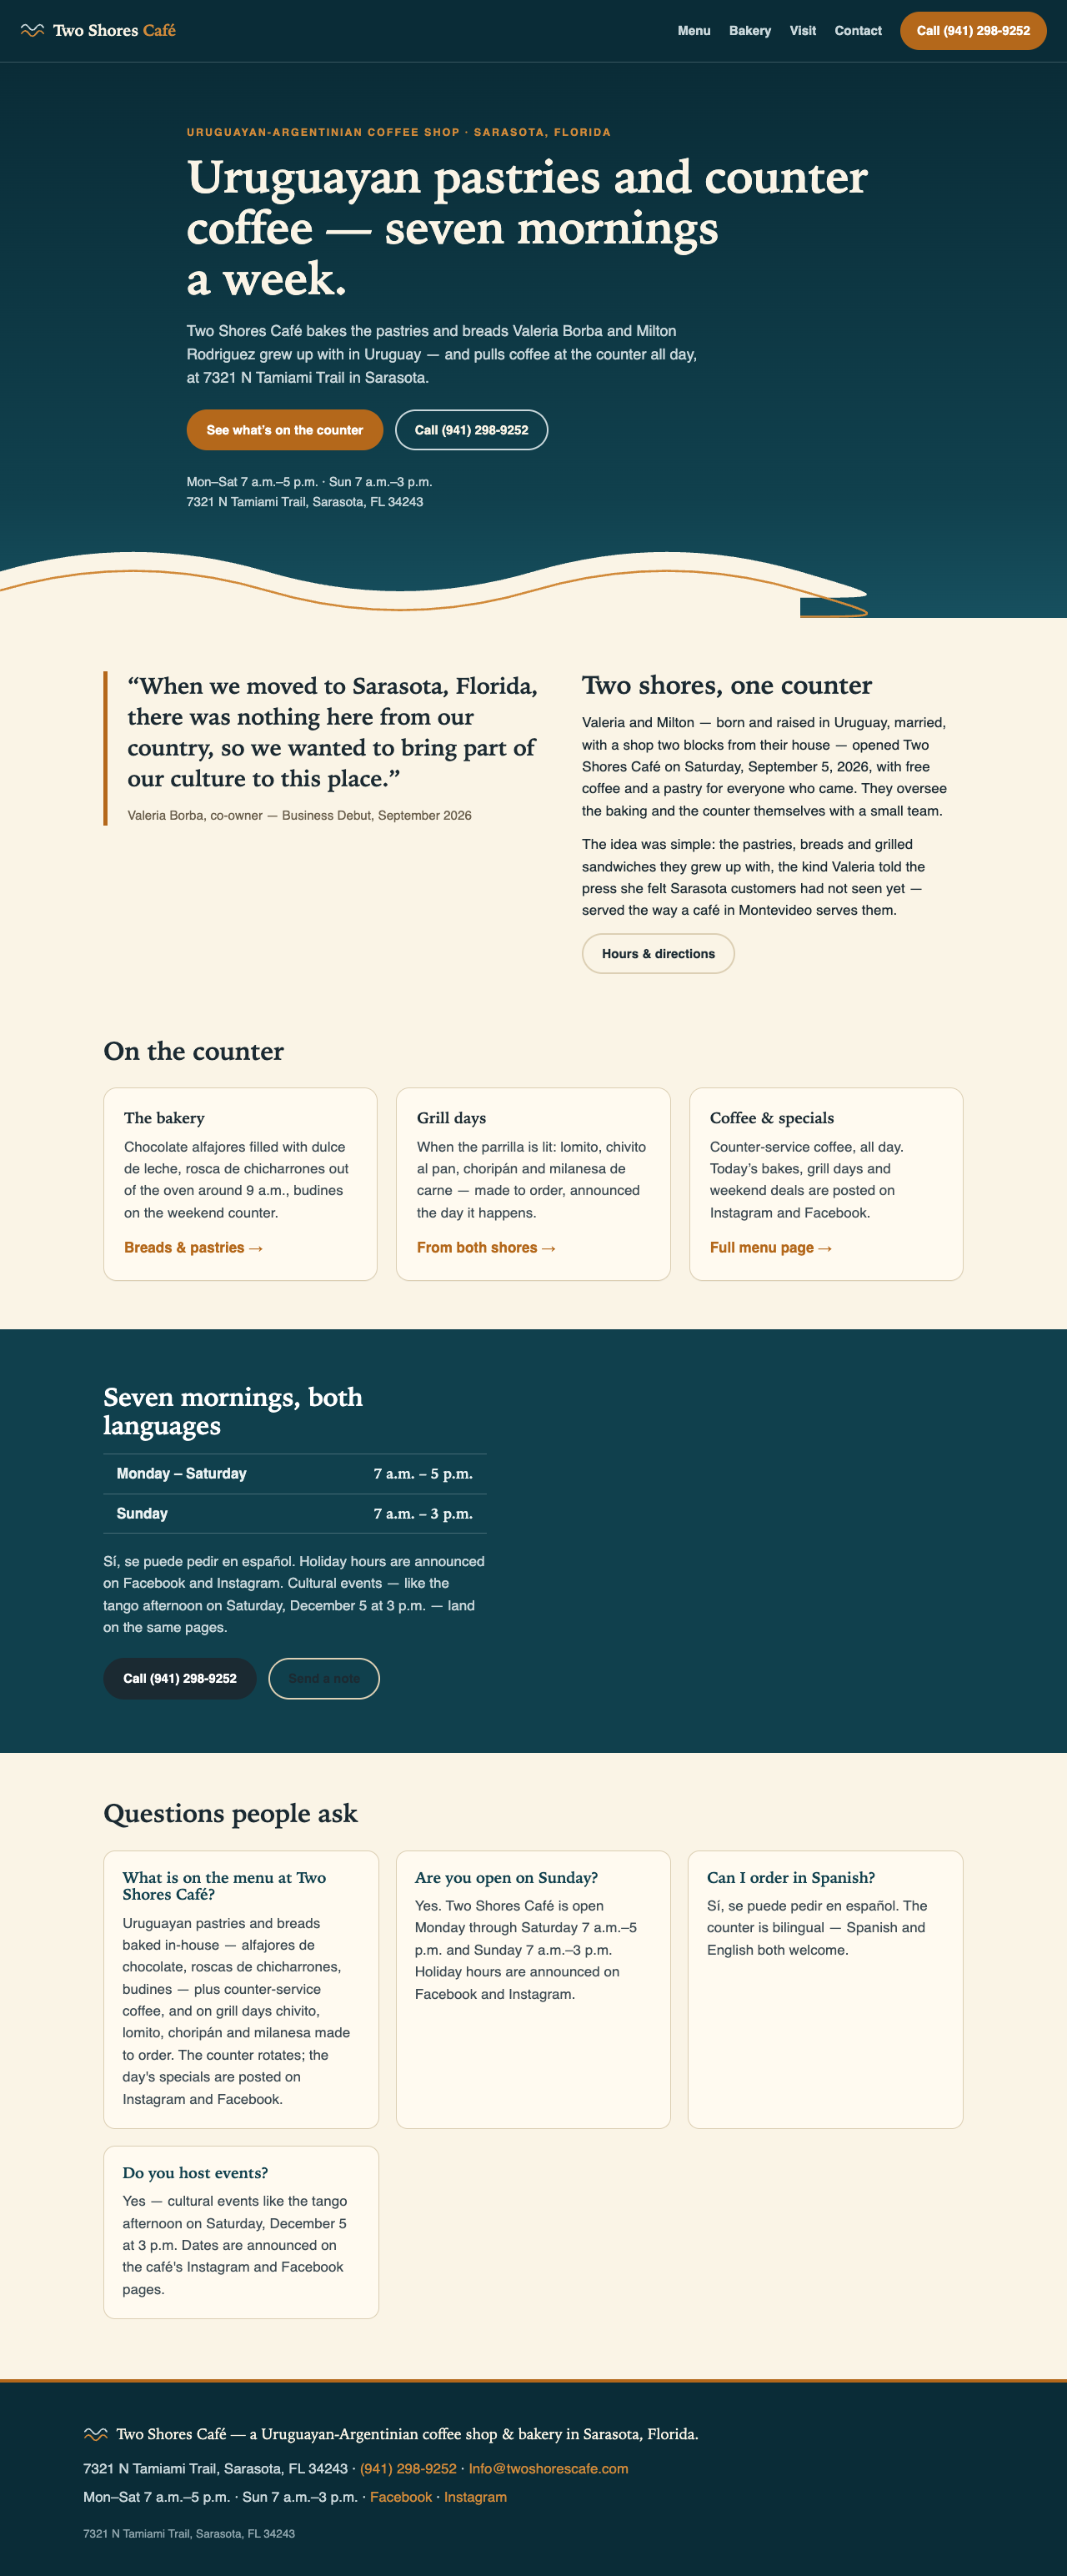 Two Shores Café
Menu
Bakery
Visit
Contact
Call (941) 298-9252
URUGUAYAN-ARGENTINIAN COFFEE SHOP · SARASOTA, FLORIDA
Uruguayan pastries and counter
coffee — seven mornings
a week.
Two Shores Café bakes the pastries and breads Valeria Borba and Milton
Rodriguez grew up with in Uruguay — and pulls coffee at the counter all day,
at 7321 N Tamiami Trail in Sarasota.
See what’s on the counter
Call (941) 298-9252
Mon–Sat 7 a.m.–5 p.m. · Sun 7 a.m.–3 p.m.
7321 N Tamiami Trail, Sarasota, FL 34243
“When we moved to Sarasota, Florida,
there was nothing here from our
country, so we wanted to bring part of
our culture to this place.”
Valeria Borba, co-owner — Business Debut, September 2026
Two shores, one counter
Valeria and Milton — born and raised in Uruguay, married,
with a shop two blocks from their house — opened Two
Shores Café on Saturday, September 5, 2026, with free
coffee and a pastry for everyone who came. They oversee
the baking and the counter themselves with a small team.
The idea was simple: the pastries, breads and grilled
sandwiches they grew up with, the kind Valeria told the
press she felt Sarasota customers had not seen yet —
served the way a café in Montevideo serves them.
Hours & directions
On the counter
The bakery
Chocolate alfajores filled with dulce
de leche, rosca de chicharrones out
of the oven around 9 a.m., budines
on the weekend counter.
Breads & pastries →
Grill days
When the parrilla is lit: lomito, chivito
al pan, choripán and milanesa de
carne — made to order, announced
the day it happens.
From both shores →
Coffee & specials
Counter-service coffee, all day.
Today’s bakes, grill days and
weekend deals are posted on
Instagram and Facebook.
Full menu page →
Seven mornings, both
languages
Monday – Saturday 7 a.m. – 5 p.m.
Sunday 7 a.m. – 3 p.m.
Sí, se puede pedir en español. Holiday hours are announced
on Facebook and Instagram. Cultural events — like the
tango afternoon on Saturday, December 5 at 3 p.m. — land
on the same pages.
Call (941) 298-9252
Send a note
Questions people ask
What is on the menu at Two
Shores Café?
Uruguayan pastries and breads
baked in-house — alfajores de
chocolate, roscas de chicharrones,
budines — plus counter-service
coffee, and on grill days chivito,
lomito, choripán and milanesa made
to order. The counter rotates; the
day's specials are posted on
Instagram and Facebook.
Are you open on Sunday?
Yes. Two Shores Café is open
Monday through Saturday 7 a.m.–5
p.m. and Sunday 7 a.m.–3 p.m.
Holiday hours are announced on
Facebook and Instagram.
Can I order in Spanish?
Sí, se puede pedir en español. The
counter is bilingual — Spanish and
English both welcome.
Do you host events?
Yes — cultural events like the tango
afternoon on Saturday, December 5
at 3 p.m. Dates are announced on
the café's Instagram and Facebook
pages.
Two Shores Café — a Uruguayan-Argentinian coffee shop & bakery in Sarasota, Florida.
7321 N Tamiami Trail, Sarasota, FL 34243 · (941) 298-9252 · Info@twoshorescafe.com
Mon–Sat 7 a.m.–5 p.m. · Sun 7 a.m.–3 p.m. · Facebook · Instagram
7321 N Tamiami Trail, Sarasota, FL 34243